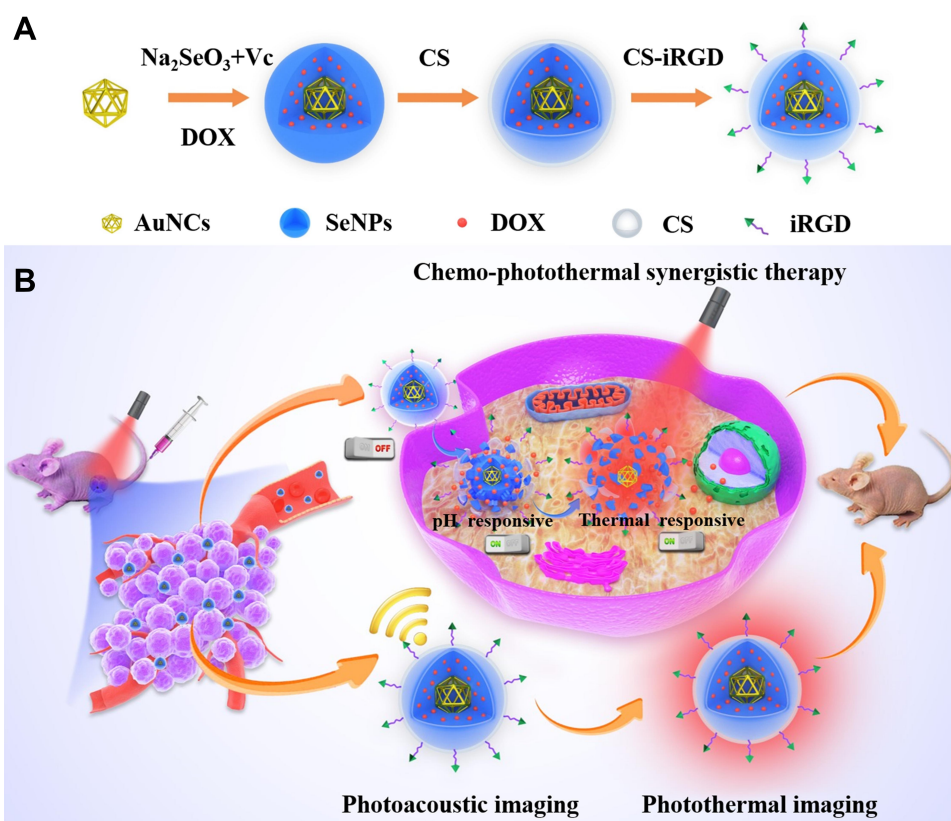 A
Na₂SeO₃+Vc
DOX
CS
CS-iRGD
AuNCs
SeNPs
DOX
CS
iRGD
B
Chemo-photothermal synergistic therapy
OFF
pH responsive
Thermal responsive
ON
Photoacoustic imaging
Photothermal imaging